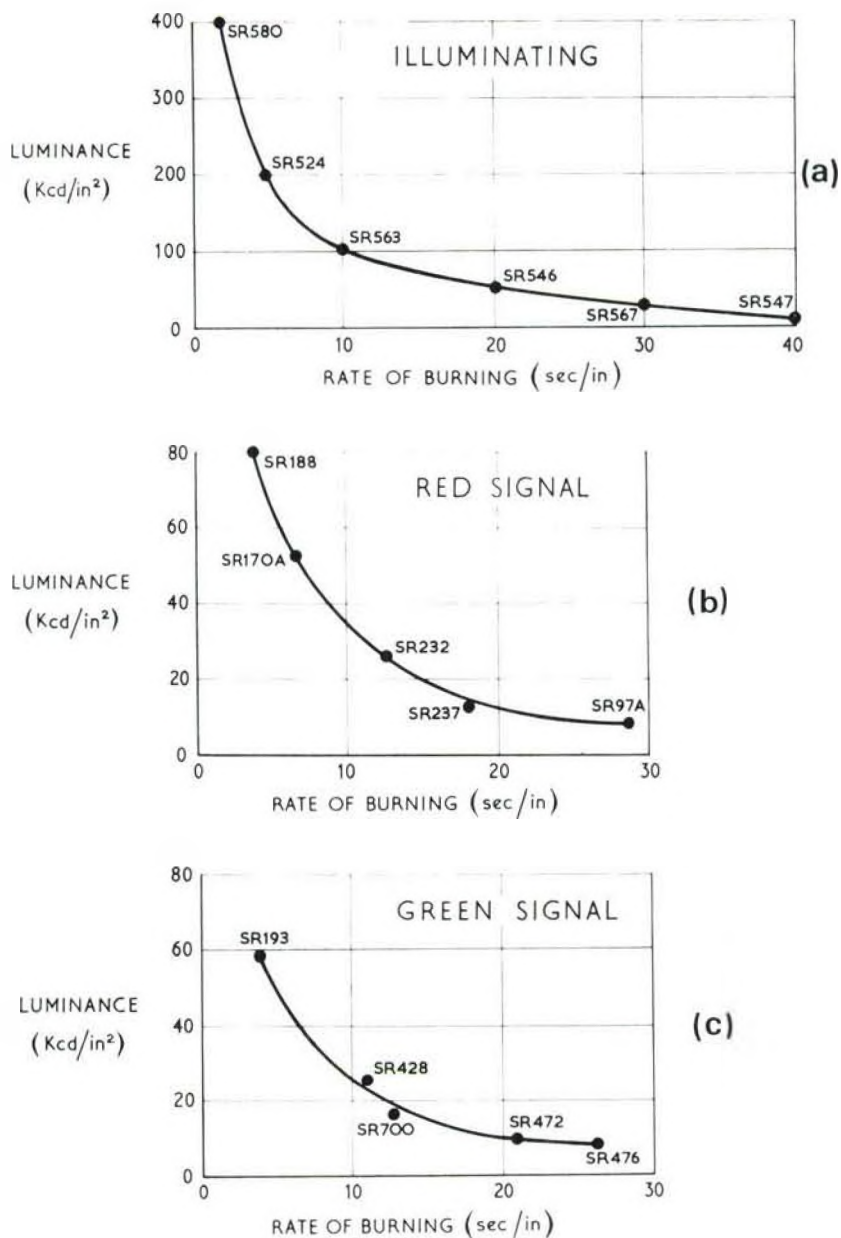 400
SR580
ILLUMINATING
300
LUMINANCE
(Kcd/in²)
200
SR524
(a)
100
SR563
SR546
SR567
SR547
0
0 10 20 30 40
RATE OF BURNING (sec/in)
80
SR188
RED SIGNAL
60
SR170A
LUMINANCE
(Kcd/in²)
40
(b)
SR232
20
SR237
SR97A
0
0 10 20 30
RATE OF BURNING (sec/in)
80
GREEN SIGNAL
SR193
60
LUMINANCE
(Kcd/in²)
40
(c)
SR428
20
SR700
SR472
SR476
0
0 10 20 30
RATE OF BURNING (sec/in)